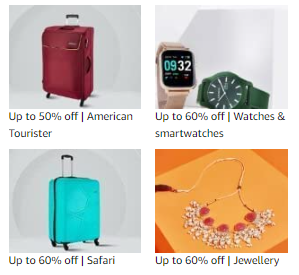 Up to 50% off | American
Tourister
09:32
Up to 60% off | Watches &
smartwatches
Up to 60% off | Safari
Up to 60% off | Jewellery